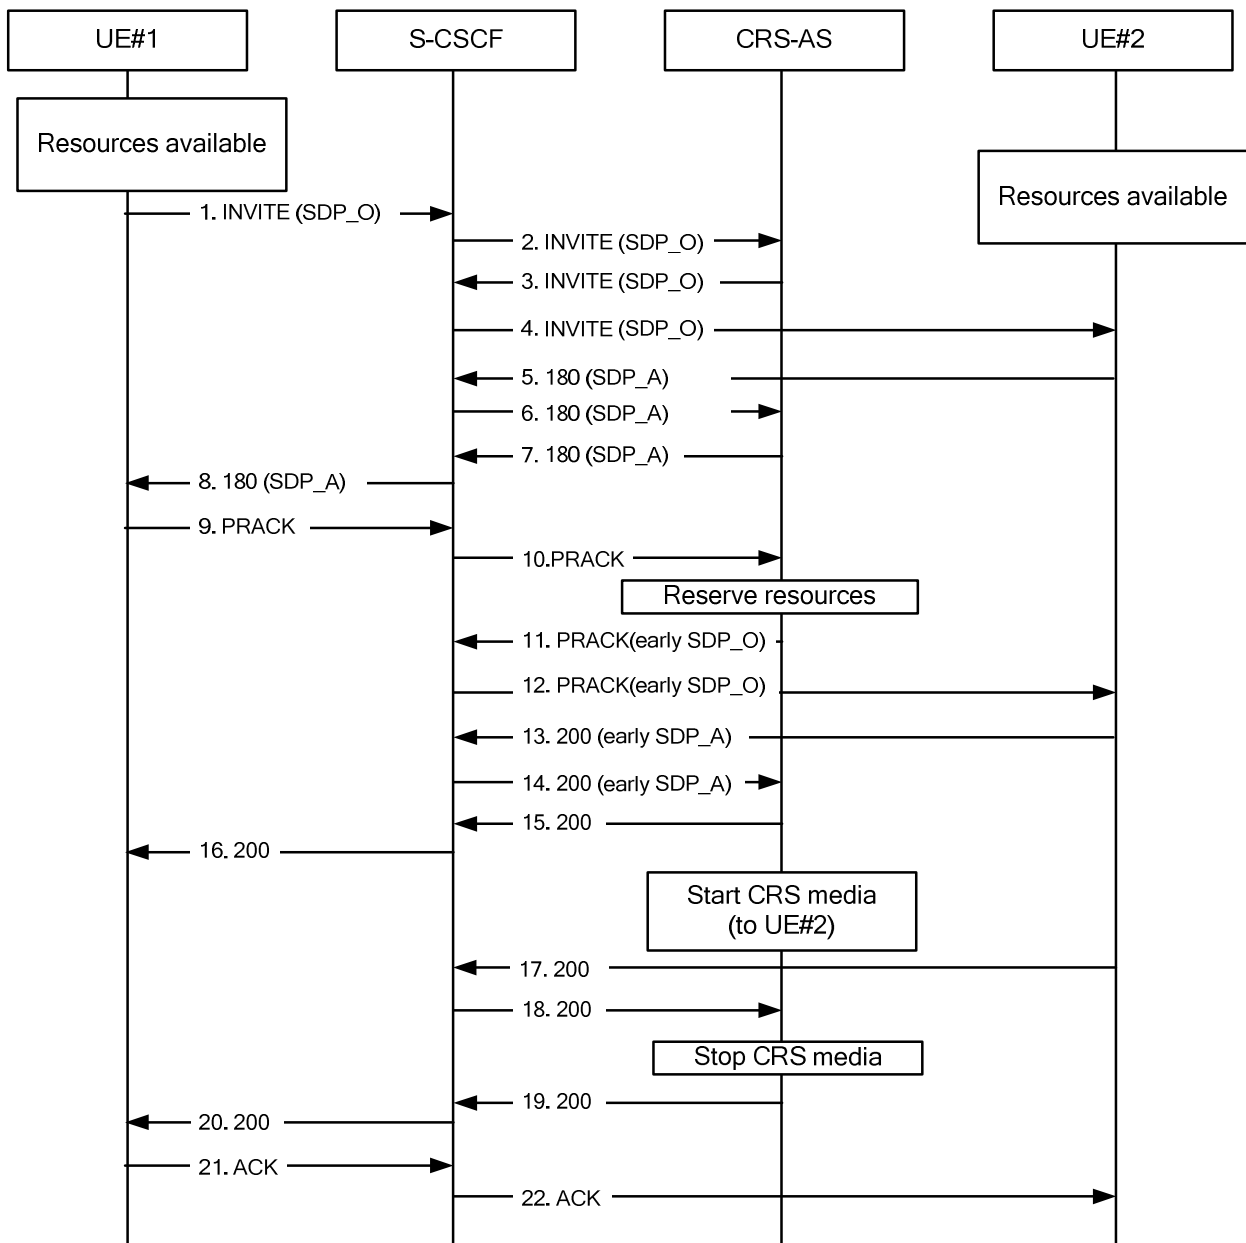 UE#1
S-CSCF
CRS-AS
UE#2
Resources available
Resources available
1. INVITE (SDP_O)
2. INVITE (SDP_O)
3. INVITE (SDP_O)
4. INVITE (SDP_O)
5. 180 (SDP_A)
6. 180 (SDP_A)
7. 180 (SDP_A)
8. 180 (SDP_A)
9. PRACK
10.PRACK
Reserve resources
11. PRACK(early SDP_O)
12. PRACK(early SDP_O)
13. 200 (early SDP_A)
14. 200 (early SDP_A)
15. 200
16. 200
Start CRS media
(to UE#2)
17. 200
18. 200
Stop CRS media
19. 200
20. 200
21. ACK
22. ACK